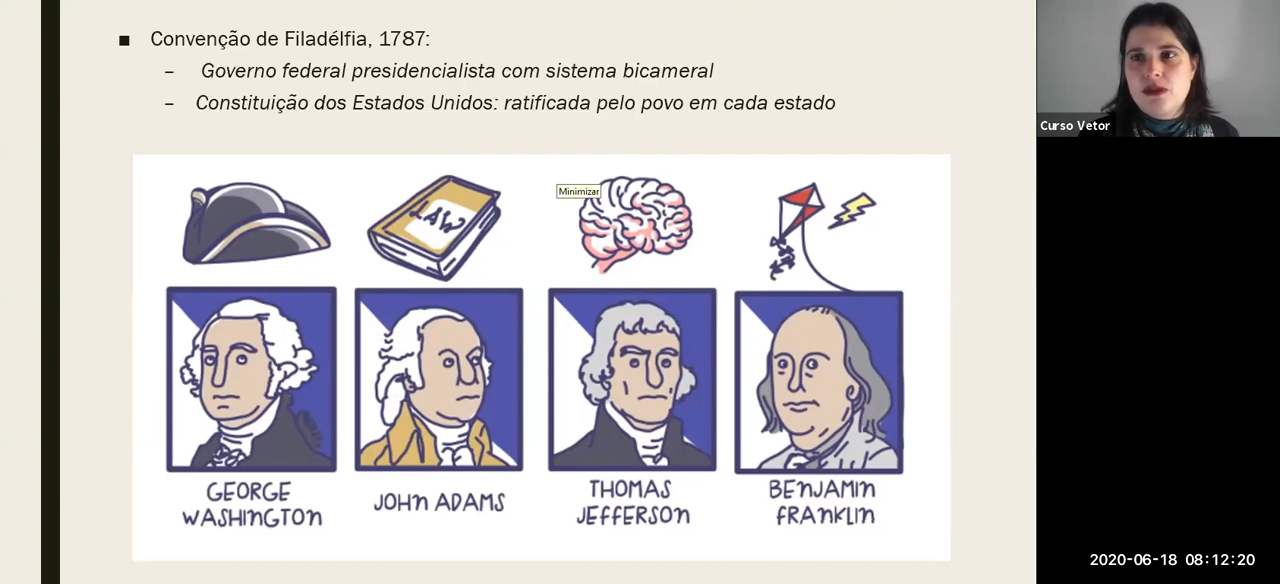 ■ Convenção de Filadélfia, 1787:
– Governo federal presidencialista com sistema bicameral
– Constituição dos Estados Unidos: ratificada pelo povo em cada estado
Curso Vetor
Minimizar
LAW
GEORGE
WASHINGTON
JOHN ADAMS
THOMAS
JEFFERSON
BENJAMIN
FRANKLIN
2020-06-18 08:12:20